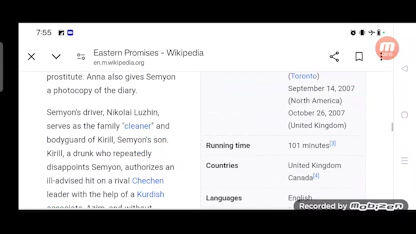 7:55
Eastern Promises - Wikipedia
en.m.wikipedia.org
prostitute. Anna also gives Semyon
a photocopy of the diary.
Semyon's driver, Nikolai Luzhin,
serves as the family "cleaner" and
bodyguard of Kirill, Semyon's son.
Kirill, a drunk who repeatedly
disappoints Semyon, authorizes an
ill-advised hit on a rival Chechen
leader with the help of a Kurdish
associate, Azim, and without
(Toronto)
September 14, 2007
(North America)
October 26, 2007
(United Kingdom)
Running time 101 minutes[3]
Countries United Kingdom
Canada[4]
Languages English
Recorded by mobizen